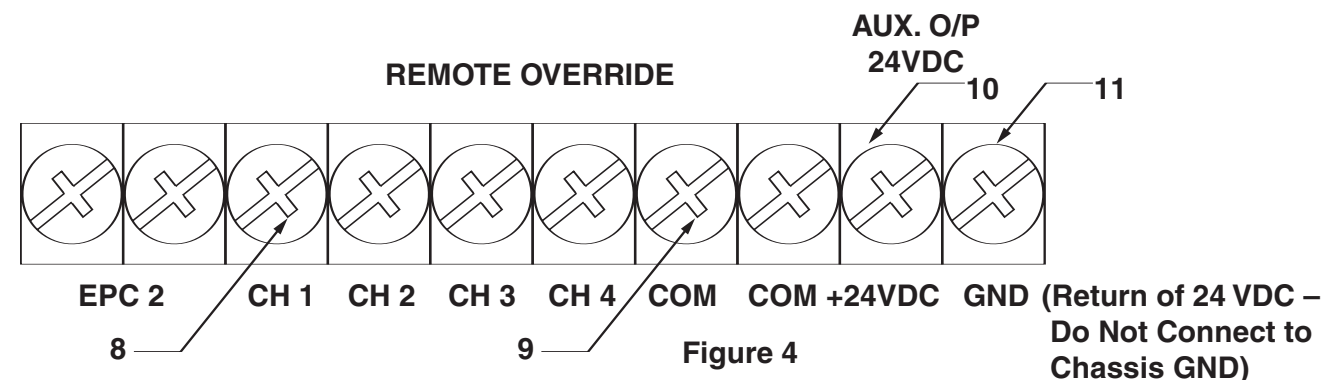 AUX. O/P
24VDC
REMOTE OVERRIDE
10
11
EPC 2 CH 1 CH 2 CH 3 CH 4 COM COM +24VDC GND (Return of 24 VDC –
Do Not Connect to
Chassis GND)
8
9
Figure 4